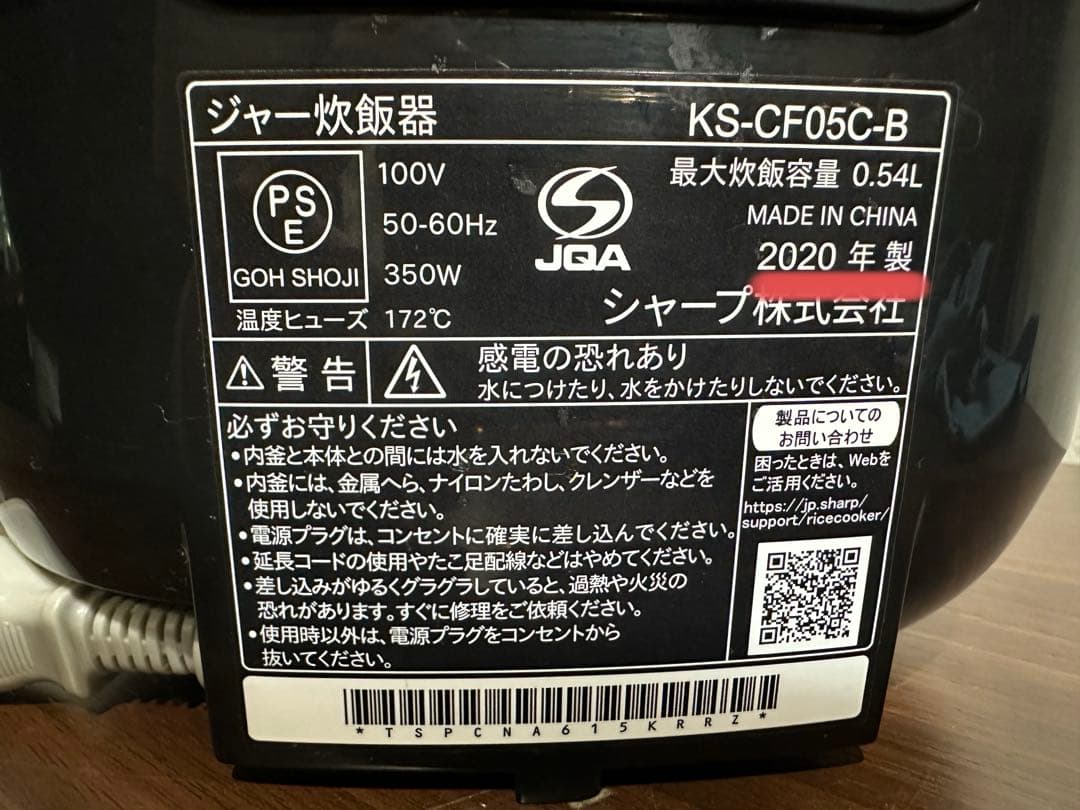 ジャー炊飯器 KS-CF05C-B
PS
E
GOH SHOJI
100V
50-60Hz
350W
温度ヒューズ 172℃
JQA
最大炊飯容量 0.54L
MADE IN CHINA
2020 年 製
シャープ株式会社
警告
感電の恐れあり
水につけたり、水をかけたりしないでください。
必ずお守りください
•内釜と本体との間には水を入れないでください。
•内釜には、金属へら、ナイロンたわし、クレンザーなどを
使用しないでください。
•電源プラグは、コンセントに確実に差し込んでください。
•延長コードの使用やたこ足配線などはやめてください。
•差し込みがゆるくグラグラしていると、過熱や火災の
恐れがあります。すぐに修理をご依頼ください。
•使用時以外は、電源プラグをコンセントから
抜いてください。
製品についての
お問い合わせ
困ったときは、Webを
ご活用ください。
https://jp.sharp/
support/ricecooker/
*TSPCNA615KRRZ*